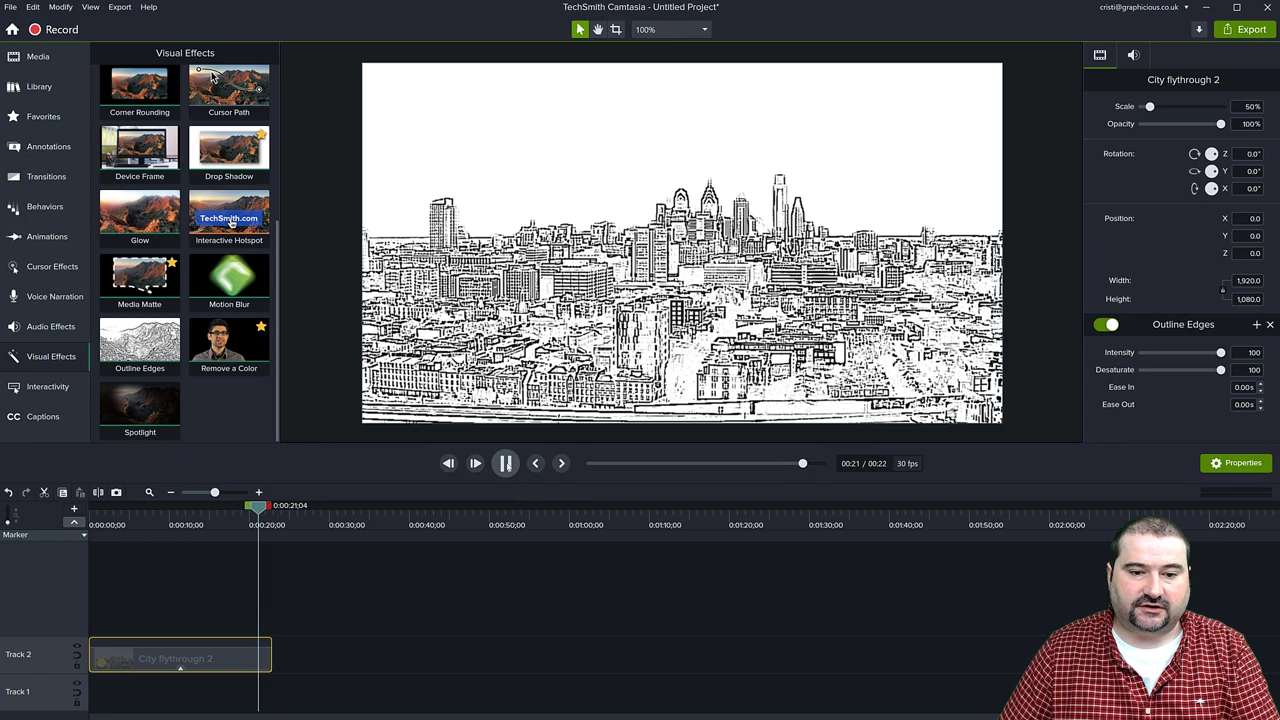 File Edit Modify View Export Help
TechSmith Camtasia - Untitled Project*
cristi@graphicious.co.uk
Record
100%
Export
Media
Library
Favorites
Annotations
Transitions
Behaviors
Animations
Cursor Effects
Voice Narration
Audio Effects
Visual Effects
Interactivity
CC Captions
Visual Effects
Corner Rounding
Cursor Path
Device Frame
Drop Shadow
Glow
TechSmith.com
Interactive Hotspot
Media Matte
Motion Blur
Outline Edges
Remove a Color
Spotlight
City flythrough 2
Scale 50%
Opacity 100%
Rotation: Z 0.0°
Y 0.0°
X 0.0°
Position: X 0.0
Y 0.0
Z 0.0
Width: 1,920.0
Height: 1,080.0
Outline Edges
Intensity 100
Desaturate 100
Ease In 0.00s
Ease Out 0.00s
00:21 / 00:22 30 fps
Properties
0:00:21;04
0:00:00;00 0:00:10;00 0:00:20;00 0:00:30;00 0:00:40;00 0:00:50;00 0:01:00;00 0:01:10;00 0:01:20;00 0:01:30;00 0:01:40;00 0:01:50;00 0:02:00;00 0:02:10;00 0:02:20;00
Marker
Track 2
City flythrough 2
Track 1